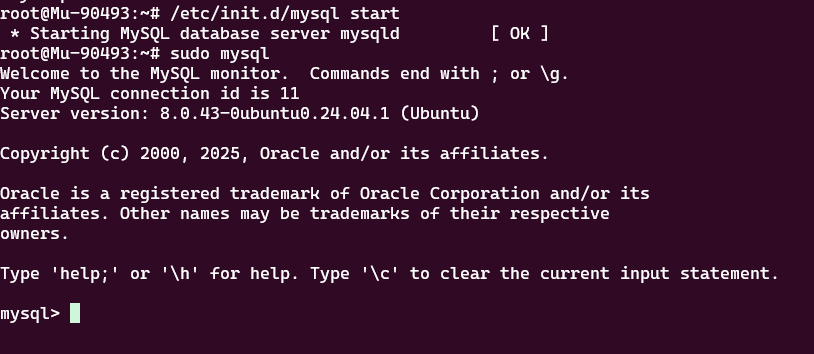 root@Mu-90493:~# /etc/init.d/mysql start
 * Starting MySQL database server mysqld         [ OK ]
root@Mu-90493:~# sudo mysql
Welcome to the MySQL monitor.  Commands end with ; or \g.
Your MySQL connection id is 11
Server version: 8.0.43-0ubuntu0.24.04.1 (Ubuntu)

Copyright (c) 2000, 2025, Oracle and/or its affiliates.

Oracle is a registered trademark of Oracle Corporation and/or its
affiliates. Other names may be trademarks of their respective
owners.

Type 'help;' or '\h' for help. Type '\c' to clear the current input statement.

mysql>